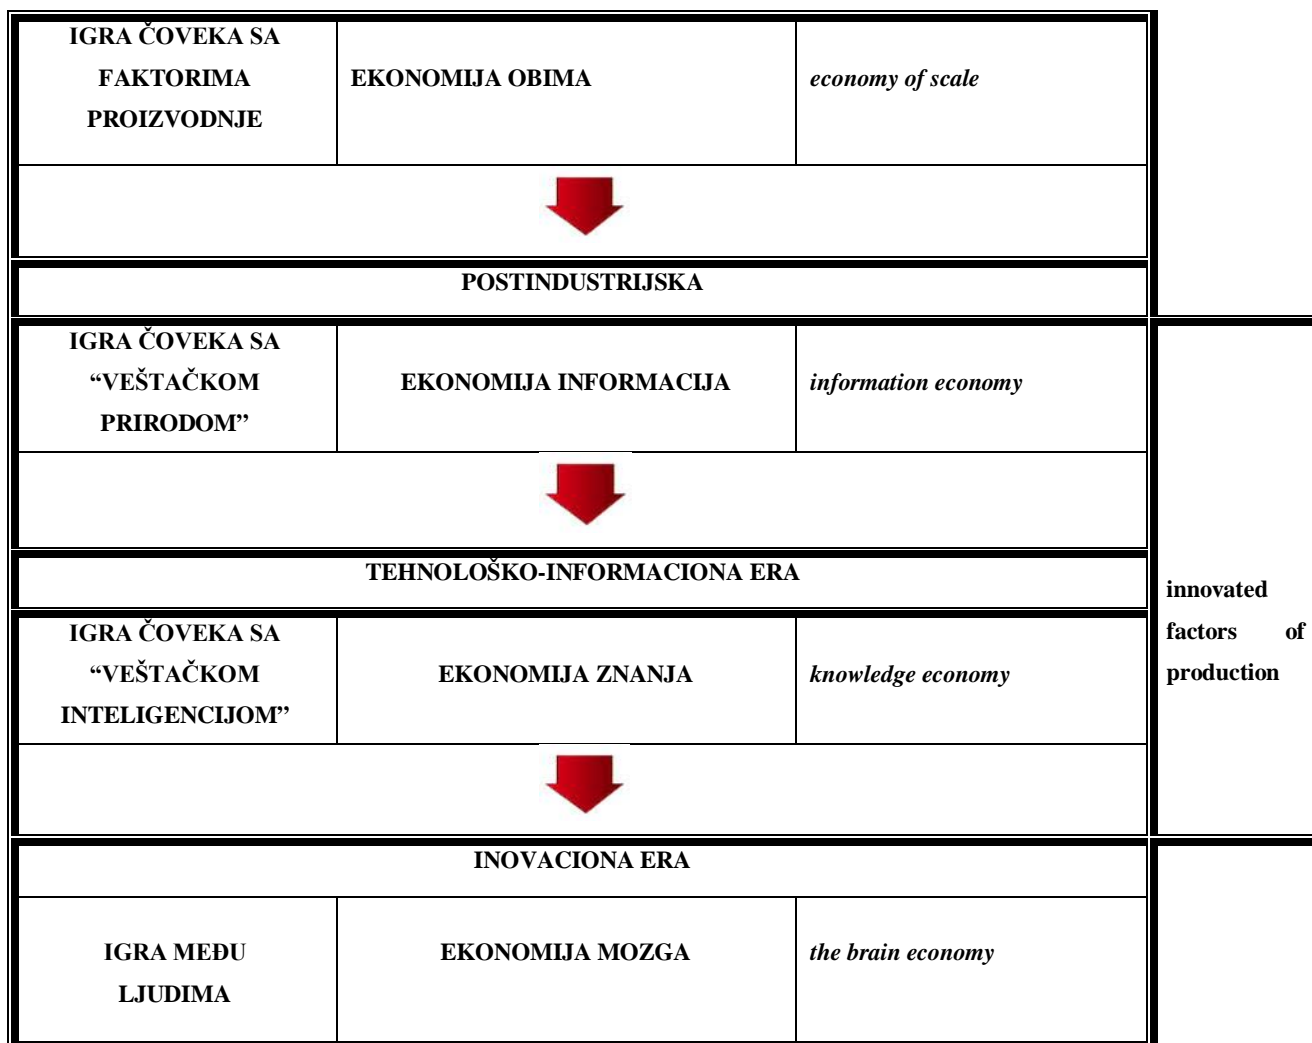 IGRA ČOVEKA SA
FAKTORIMA
PROIZVODNJE
EKONOMIJA OBIMA
economy of scale
POSTINDUSTRIJSKA
IGRA ČOVEKA SA
“VEŠTAČKOM
PRIRODOM”
EKONOMIJA INFORMACIJA
information economy
TEHNOLOŠKO-INFORMACIONA ERA
IGRA ČOVEKA SA
“VEŠTAČKOM
INTELIGENCIJOM”
EKONOMIJA ZNANJA
knowledge economy
innovated
factors of
production
INOVACIONA ERA
IGRA MEĐU
LJUDIMA
EKONOMIJA MOZGA
the brain economy